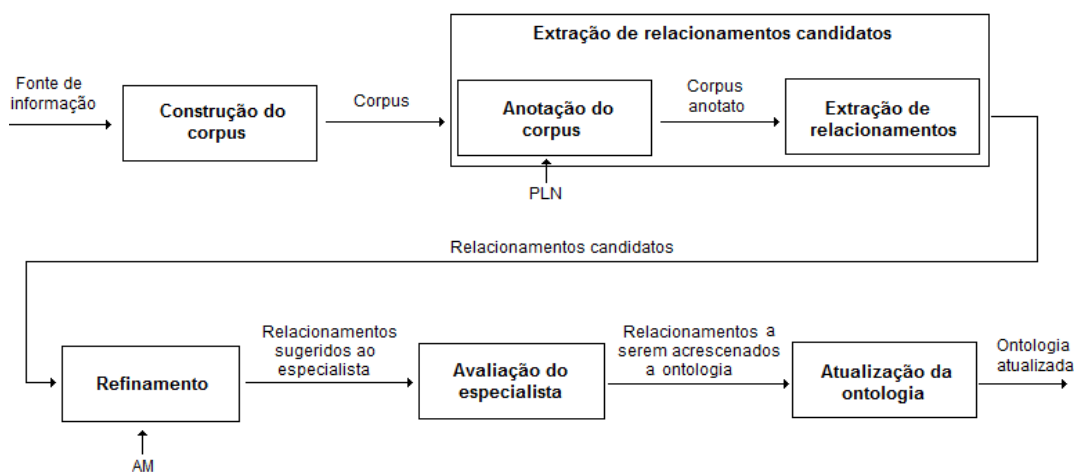 Extração de relacionamentos candidatos
Fonte de
informação
Construção do
corpus
Corpus
Anotação do
corpus
Corpus
anotato
Extração de
relacionamentos
PLN
Relacionamentos candidatos
Refinamento
Relacionamentos
sugeridos ao
especialista
Avaliação do
especialista
Relacionamentos a
serem acrescenados
a ontologia
Atualização da
ontologia
Ontologia
atualizada
AM